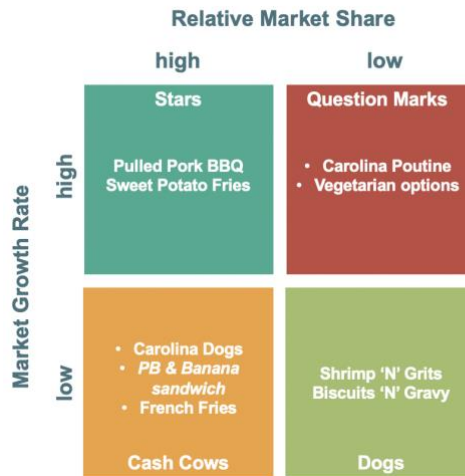 Relative Market Share
high low
Stars
Question Marks
Pulled Pork BBQ
Sweet Potato Fries
• Carolina Poutine
• Vegetarian options
Market Growth Rate
high
low
• Carolina Dogs
• PB & Banana
sandwich
• French Fries
Cash Cows
Shrimp ‘N’ Grits
Biscuits ‘N’ Gravy
Dogs